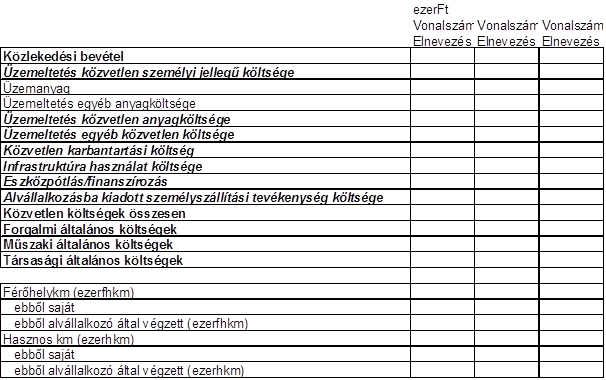 ezerFt
Vonalszám Vonalszám Vonalszám
Elnevezés Elnevezés Elnevezés
Közlekedési bevétel
Üzemeltetés közvetlen személyi jellegű költsége
Üzemanyag
Üzemeltetés egyéb anyagköltsége
Üzemeltetés közvetlen anyagköltsége
Üzemeltetés egyéb közvetlen költsége
Közvetlen karbantartási költség
Infrastruktúra használat költsége
Eszközpótlás/finanszírozás
Alvállalkozásba kiadott személyszállítási tevékenység költsége
Közvetlen költségek összesen
Forgalmi általános költségek
Műszaki általános költségek
Társasági általános költségek
Férőhelykm (ezerfhkm)
ebből saját
ebből alvállalkozó által végzett (ezerfhkm)
Hasznos km (ezerhkm)
ebből saját
ebből alvállalkozó által végzett (ezerhkm)